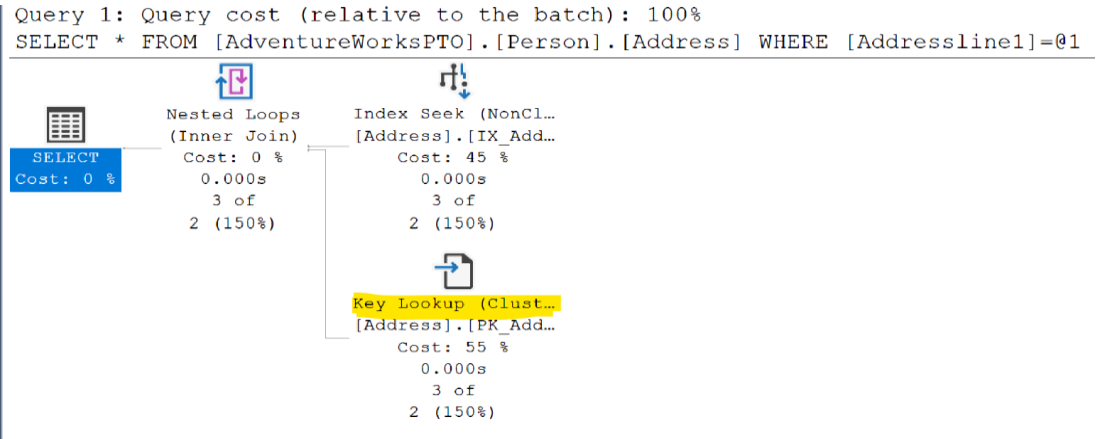 Query 1: Query cost (relative to the batch): 100%
SELECT * FROM [AdventureWorksPTO].[Person].[Address] WHERE [Addressline1]=@1
SELECT
Cost: 0 %
Nested Loops
(Inner Join)
Cost: 0 %
0.000s
3 of
2 (150%)
Index Seek (NonCl…
[Address].[IX_Add…
Cost: 45 %
0.000s
3 of
2 (150%)
Key Lookup (Clust…
[Address].[PK_Add…
Cost: 55 %
0.000s
3 of
2 (150%)